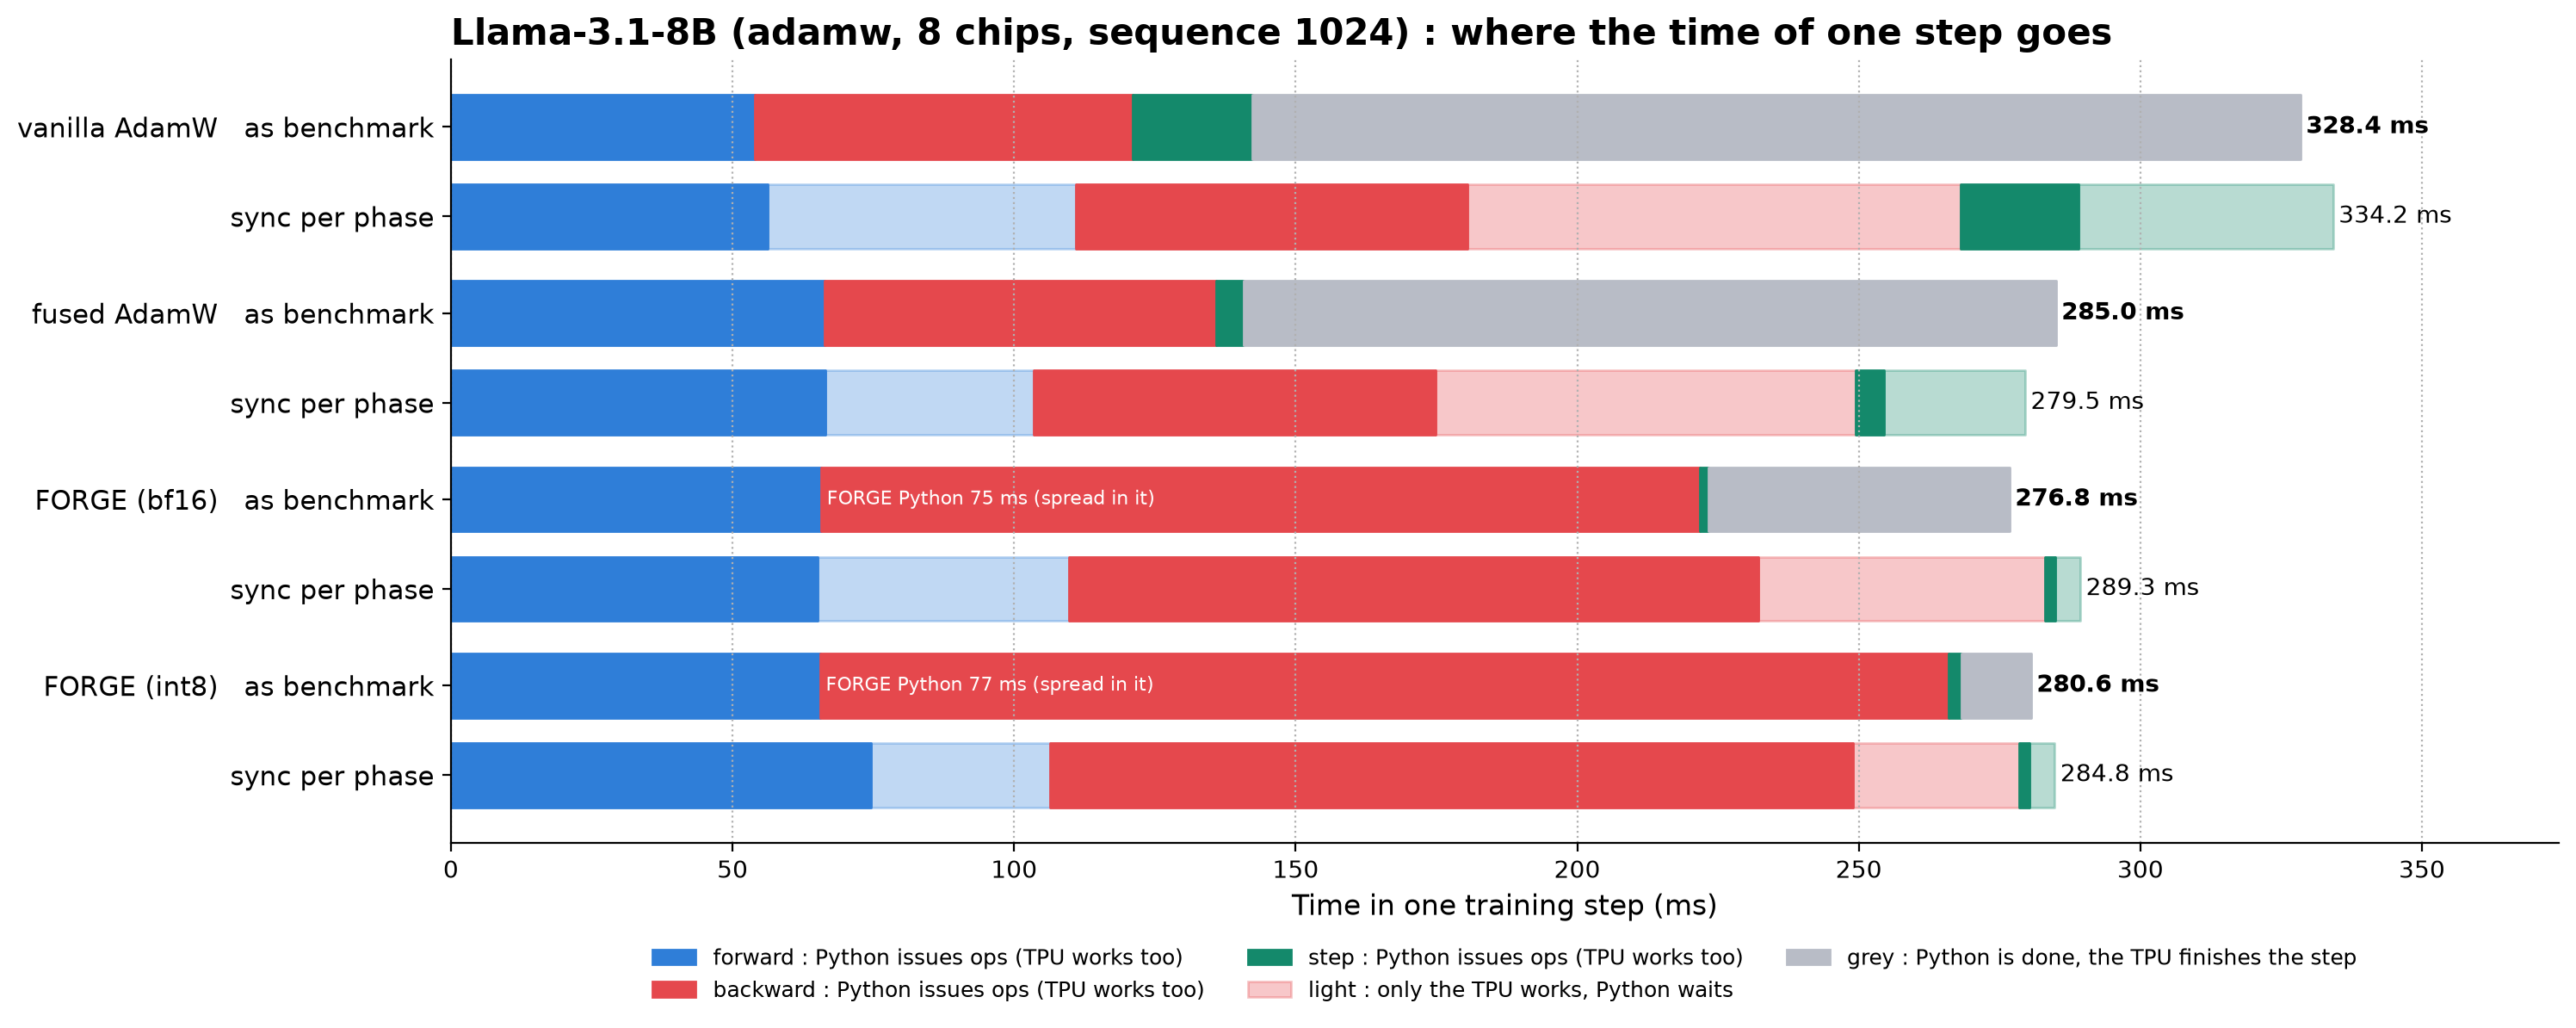 Llama-3.1-8B (adamw, 8 chips, sequence 1024) : where the time of one step goes
vanilla AdamW as benchmark 328.4 ms
sync per phase 334.2 ms
fused AdamW as benchmark 285.0 ms
sync per phase 279.5 ms
FORGE (bf16) as benchmark FORGE Python 75 ms (spread in it) 276.8 ms
sync per phase 289.3 ms
FORGE (int8) as benchmark FORGE Python 77 ms (spread in it) 280.6 ms
sync per phase 284.8 ms
0 50 100 150 200 250 300 350
Time in one training step (ms)
forward : Python issues ops (TPU works too) step : Python issues ops (TPU works too) grey : Python is done, the TPU finishes the step
backward : Python issues ops (TPU works too) light : only the TPU works, Python waits